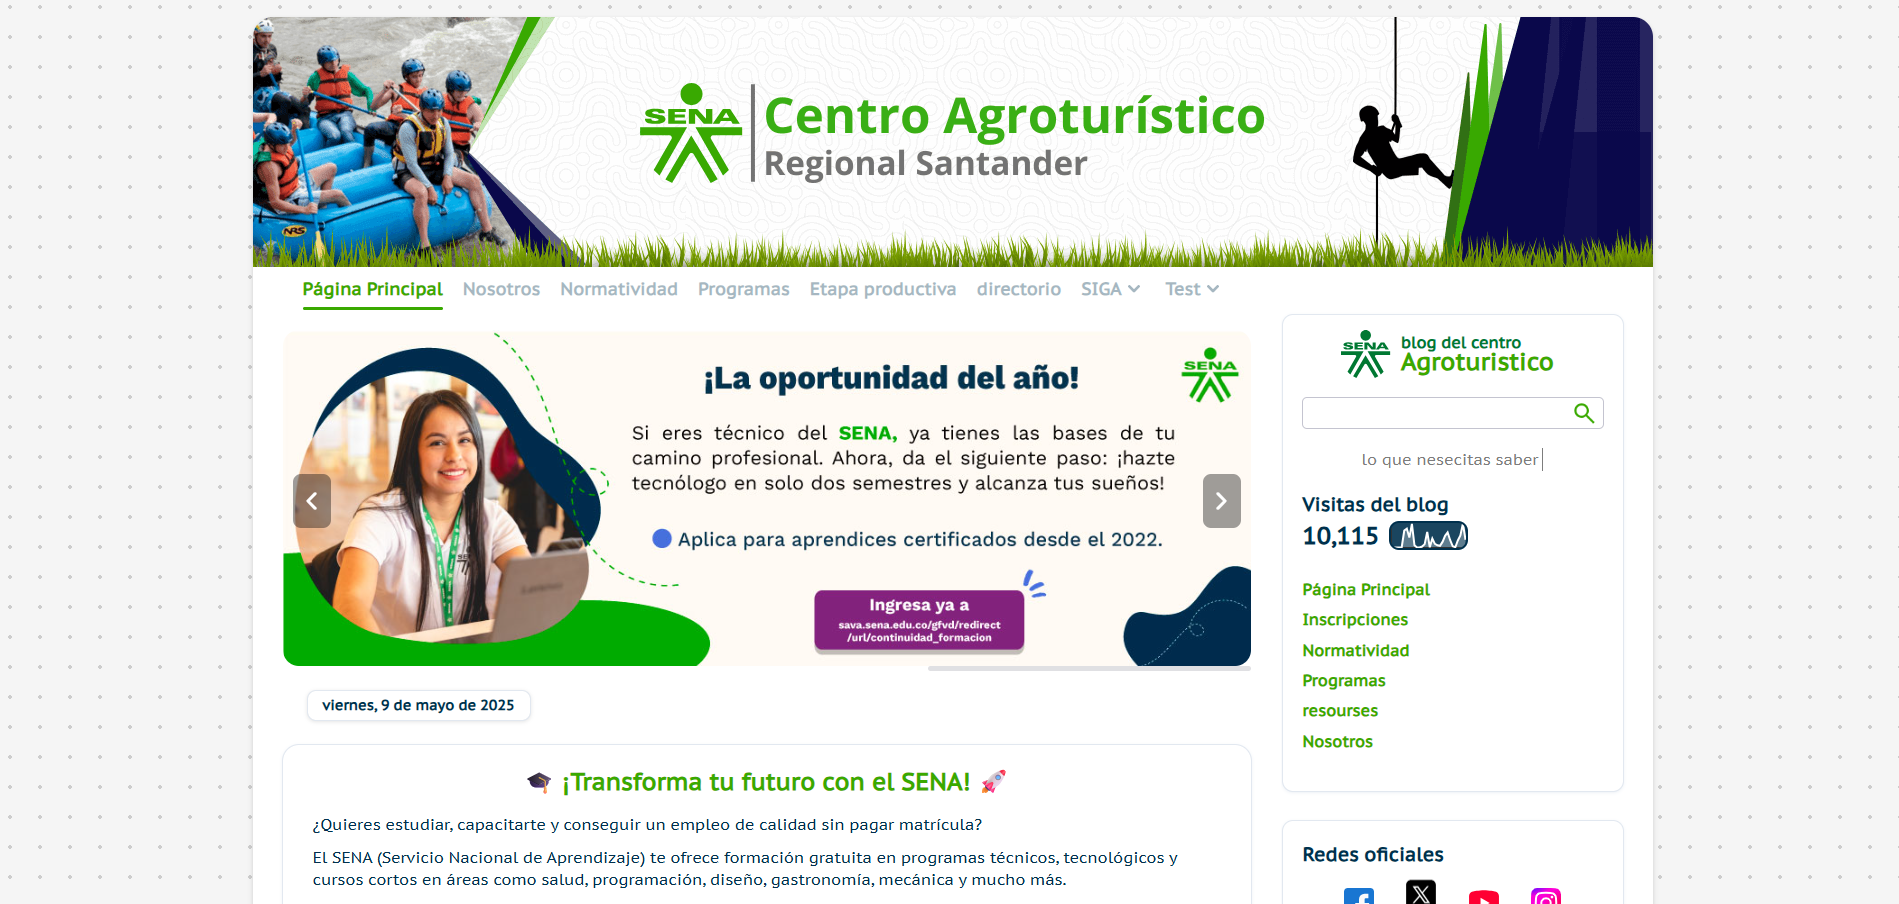 SENA
Centro Agroturístico
Regional Santander
NRS
Página Principal Nosotros Normatividad Programas Etapa productiva directorio SIGA Test
¡La oportunidad del año!
SENA
Si eres técnico del SENA, ya tienes las bases de tu
camino profesional. Ahora, da el siguiente paso: ¡hazte
tecnólogo en solo dos semestres y alcanza tus sueños!
Aplica para aprendices certificados desde el 2022.
Ingresa ya a
sava.sena.edu.co/gfvd/redirect
/url/continuidad_formacion
viernes, 9 de mayo de 2025
🎓 ¡Transforma tu futuro con el SENA! 🚀
¿Quieres estudiar, capacitarte y conseguir un empleo de calidad sin pagar matrícula?
El SENA (Servicio Nacional de Aprendizaje) te ofrece formación gratuita en programas técnicos, tecnológicos y
cursos cortos en áreas como salud, programación, diseño, gastronomía, mecánica y mucho más.
SENA
blog del centro
Agroturistico
lo que nesecitas saber
Visitas del blog
10,115
Página Principal
Inscripciones
Normatividad
Programas
resourses
Nosotros
Redes oficiales